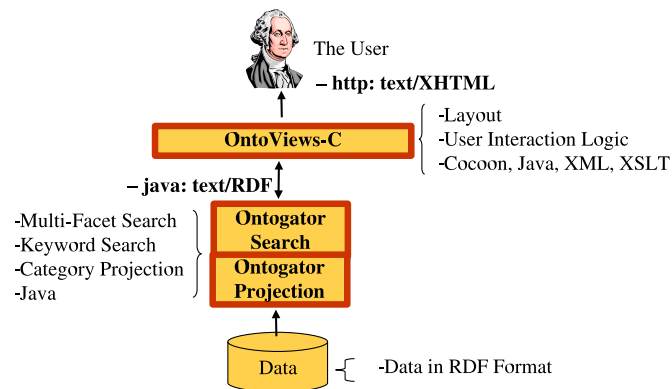 The User
– http: text/XHTML
OntoViews-C
-Layout
-User Interaction Logic
-Cocoon, Java, XML, XSLT
– java: text/RDF
-Multi-Facet Search
-Keyword Search
-Category Projection
-Java
Ontogator
Search
Ontogator
Projection
Data
-Data in RDF Format